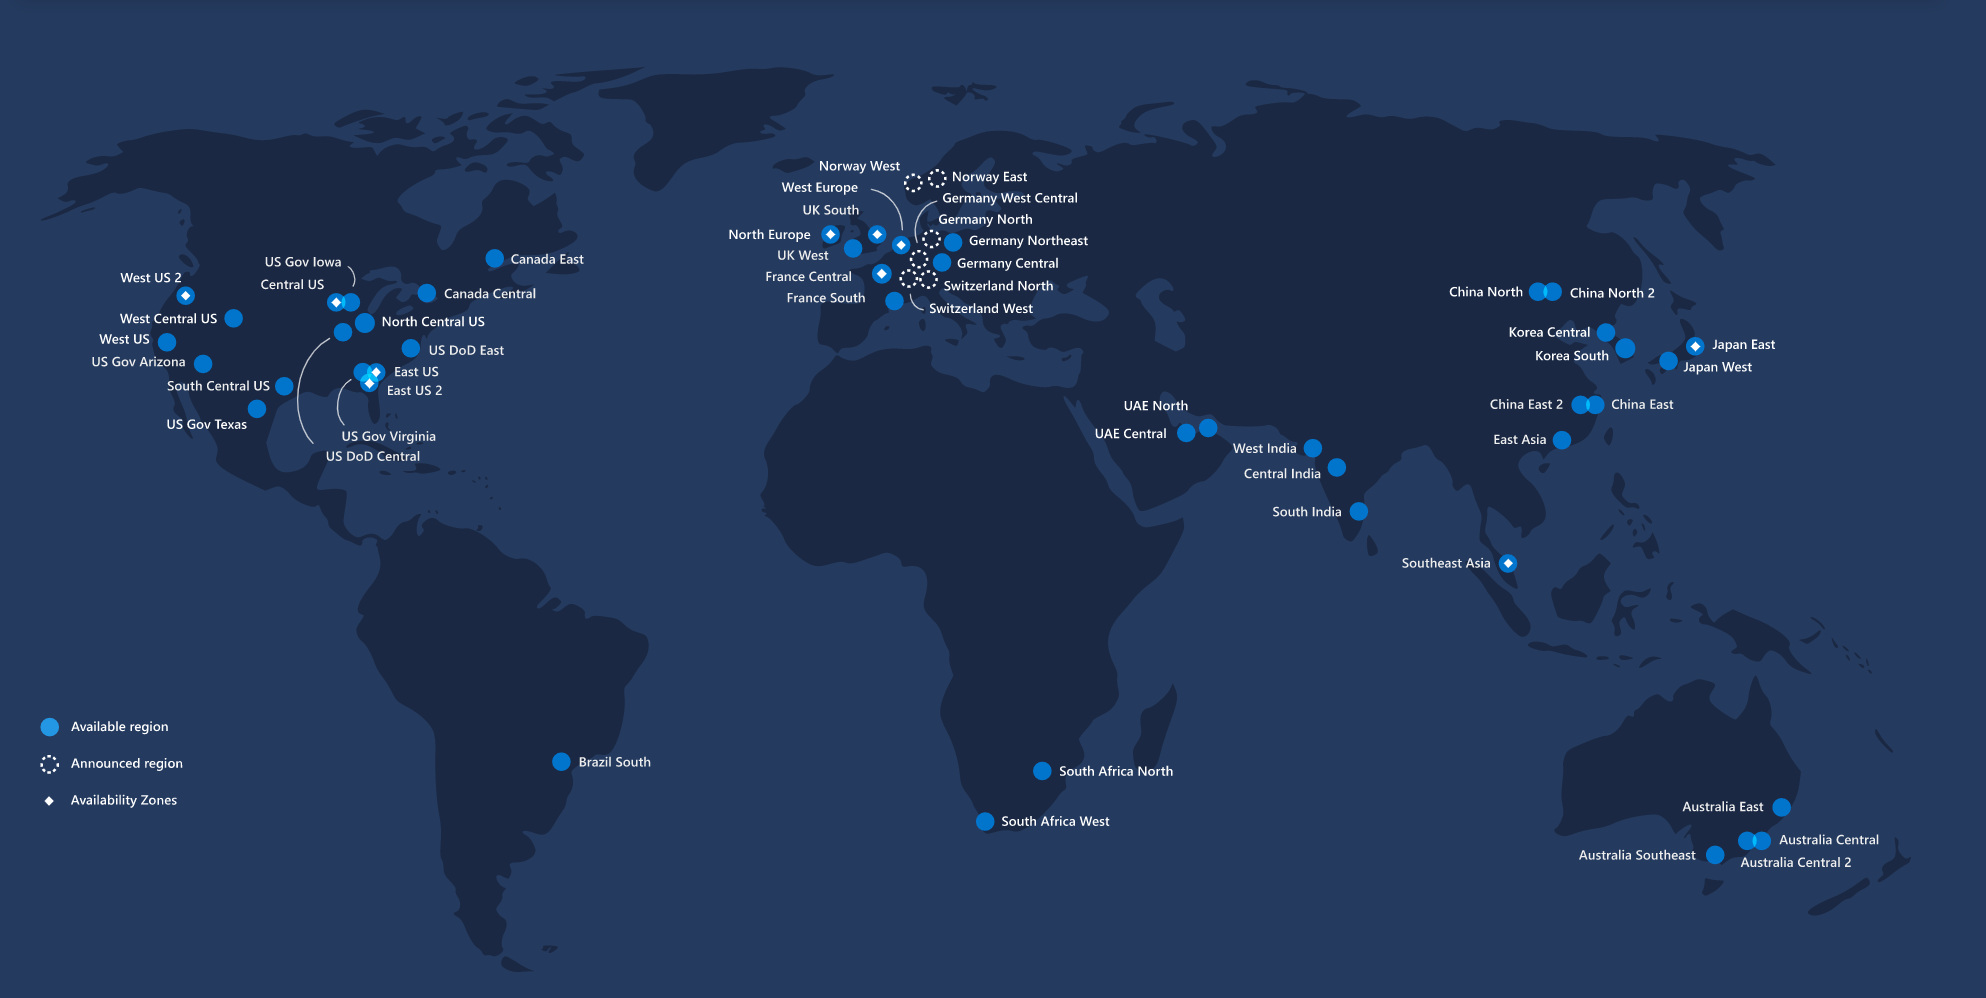 West US 2
West Central US
West US
US Gov Arizona
South Central US
US Gov Texas
US Gov Iowa
Central US
Canada East
Canada Central
North Central US
US DoD East
East US
East US 2
US Gov Virginia
US DoD Central
Brazil South
Norway West
West Europe
UK South
North Europe
UK West
France Central
France South
Norway East
Germany West Central
Germany North
Germany Northeast
Germany Central
Switzerland North
Switzerland West
UAE North
UAE Central
West India
Central India
South India
South Africa North
South Africa West
China North
China North 2
Korea Central
Korea South
Japan East
Japan West
China East 2
China East
East Asia
Southeast Asia
Australia East
Australia Central
Australia Southeast
Australia Central 2
Available region
Announced region
Availability Zones